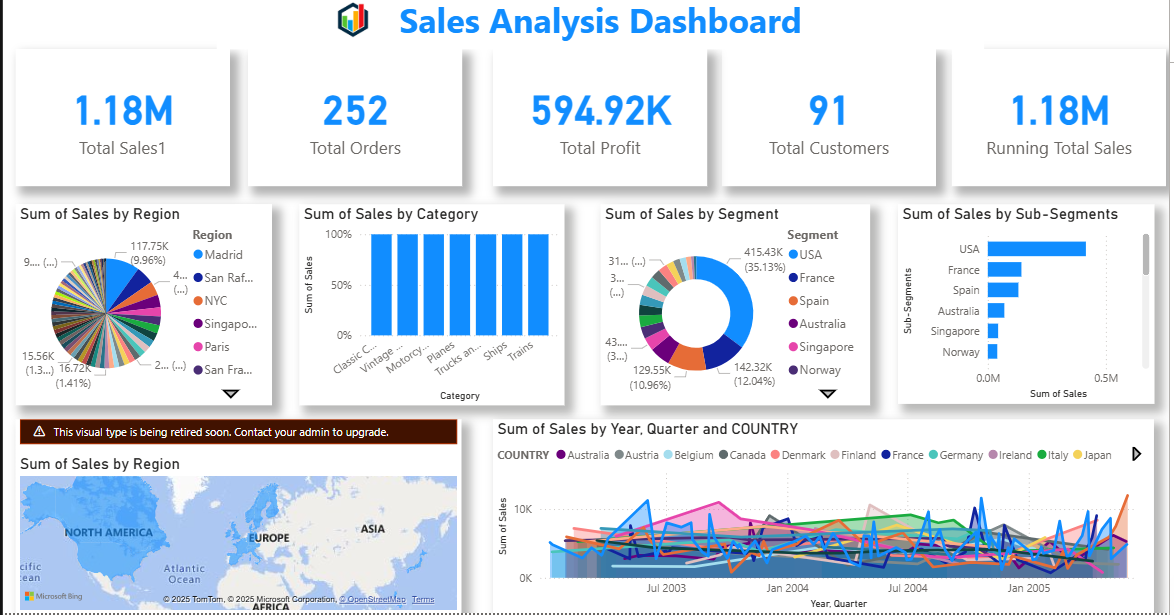 Sales Analysis Dashboard
1.18M
Total Sales1
252
Total Orders
594.92K
Total Profit
91
Total Customers
1.18M
Running Total Sales
Sum of Sales by Region
117.75K
(9.96%)
4...
(...)
9.... (...)
15.56K
(1.3...)
16.72K
(1.41%)
2... (...)
Region
Madrid
San Raf...
NYC
Singapo...
Paris
San Fra...
Sum of Sales by Category
Sum of Sales
100%
50%
0%
Classic C...
Vintage ...
Motorcy...
Planes
Trucks an...
Ships
Trains
Category
Sum of Sales by Segment
31... (...)
3...
(...)
43....
(3...)
129.55K
(10.96%)
142.32K
(12.04%)
415.43K
(35.13%)
Segment
USA
France
Spain
Australia
Singapore
Norway
Sum of Sales by Sub-Segments
Sub-Segments
USA
France
Spain
Australia
Singapore
Norway
0.0M
0.5M
Sum of Sales
This visual type is being retired soon. Contact your admin to upgrade.
Sum of Sales by Region
NORTH AMERICA
EUROPE
ASIA
Atlantic
Ocean
cific
ean
AFRICA
Microsoft Bing
© 2025 TomTom, © 2025 Microsoft Corporation, © OpenStreetMap Terms
Sum of Sales by Year, Quarter and COUNTRY
COUNTRY Australia Austria Belgium Canada Denmark Finland France Germany Ireland Italy Japan
Sum of Sales
10K
0K
Jul 2003
Jan 2004
Jul 2004
Jan 2005
Year, Quarter